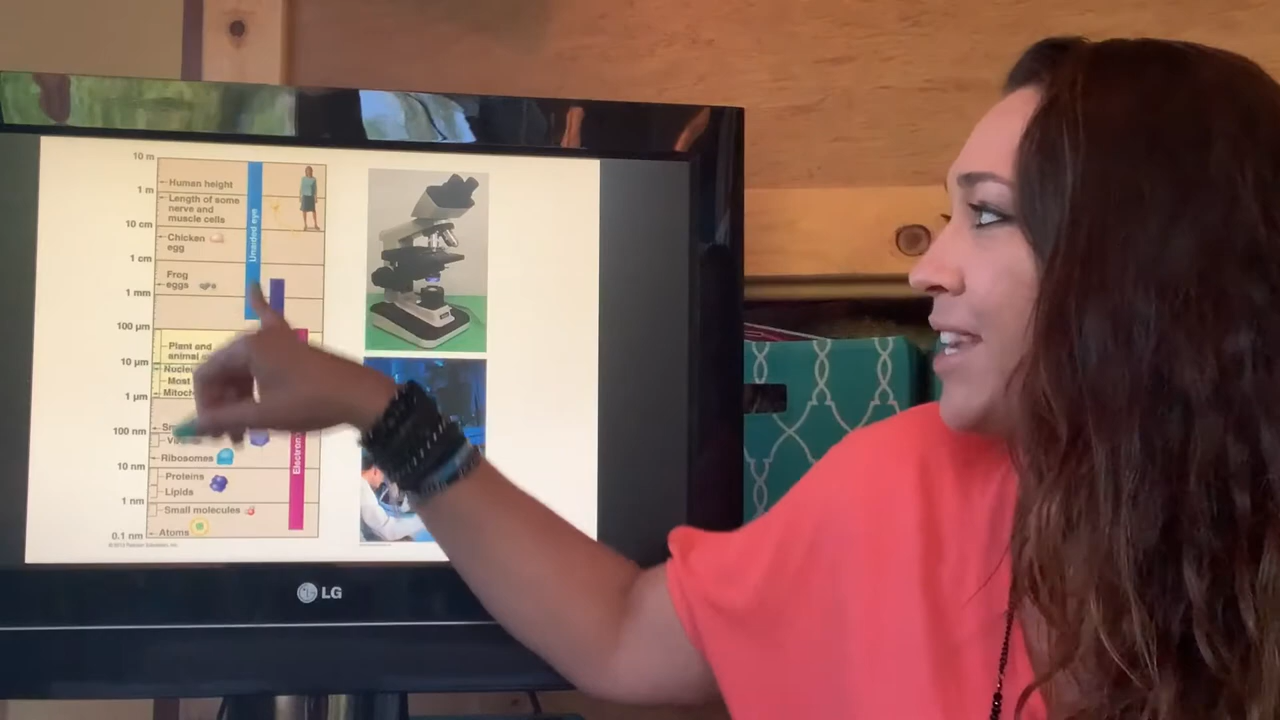 10 m
Human height
1 m
Length of some
nerve and
muscle cells
10 cm
Chicken
egg
1 cm
Frog
eggs
1 mm
Unaided eye
100 µm
Plant and
animal
10 µm
Most
1 µm
100 nm
Ribosomes
10 nm
Proteins
Lipids
1 nm
Small molecules
Atoms
0.1 nm
LG